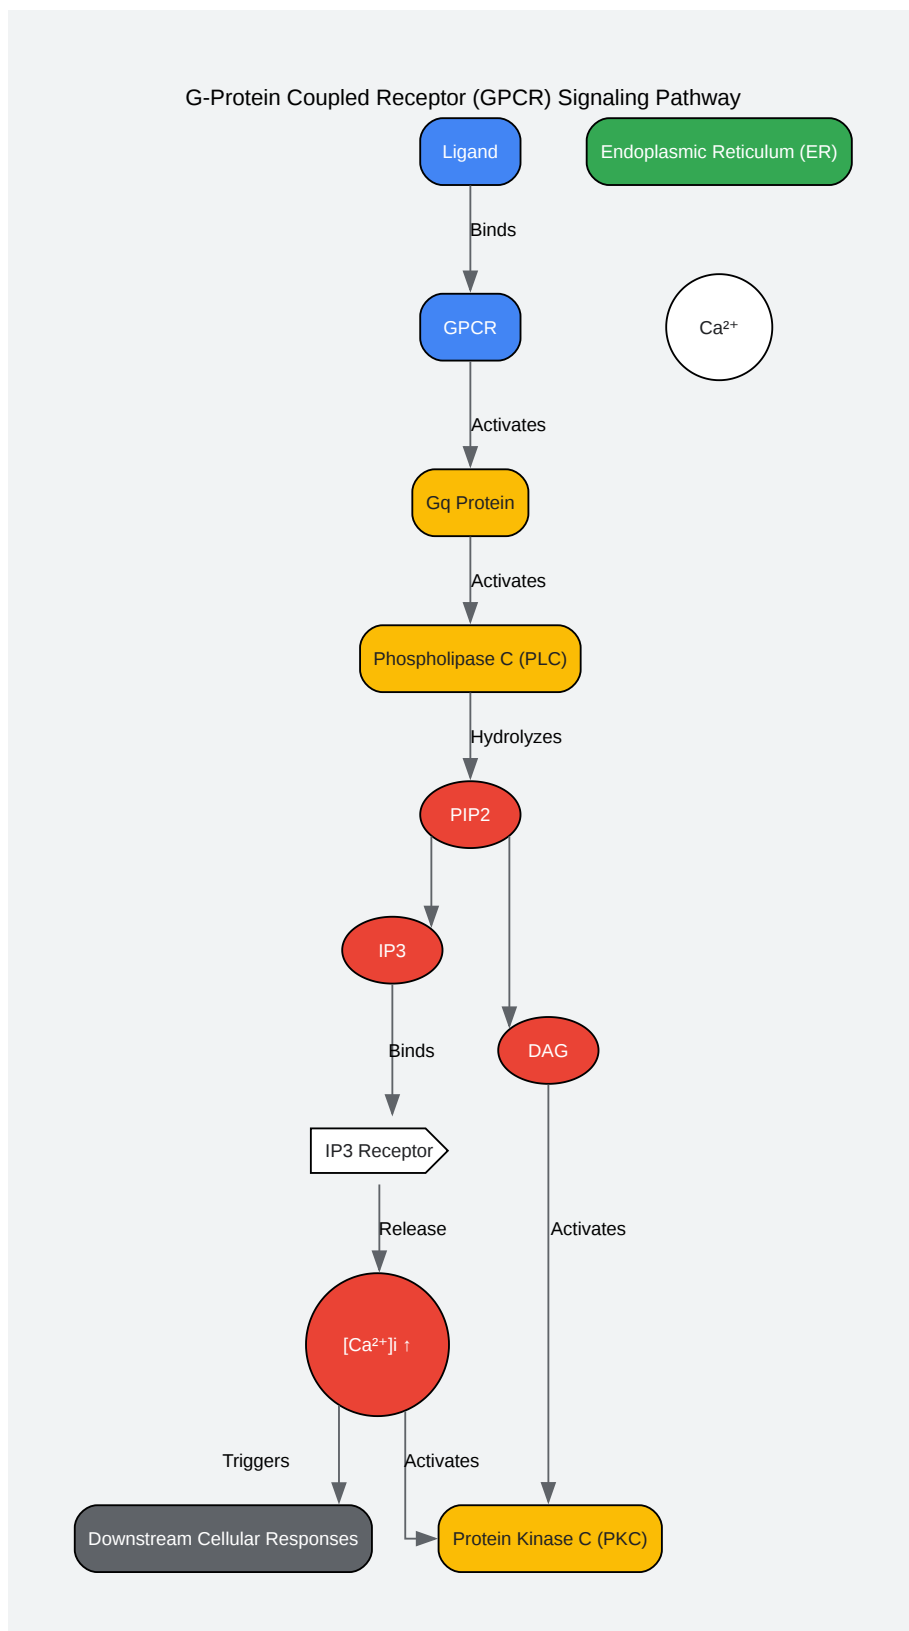 G-Protein Coupled Receptor (GPCR) Signaling Pathway
Ligand
Endoplasmic Reticulum (ER)
Binds
GPCR
Ca²⁺
Activates
Gq Protein
Activates
Phospholipase C (PLC)
Hydrolyzes
PIP2
IP3
DAG
Binds
IP3 Receptor
Release
Activates
[Ca²⁺]i ↑
Triggers
Activates
Downstream Cellular Responses
Protein Kinase C (PKC)